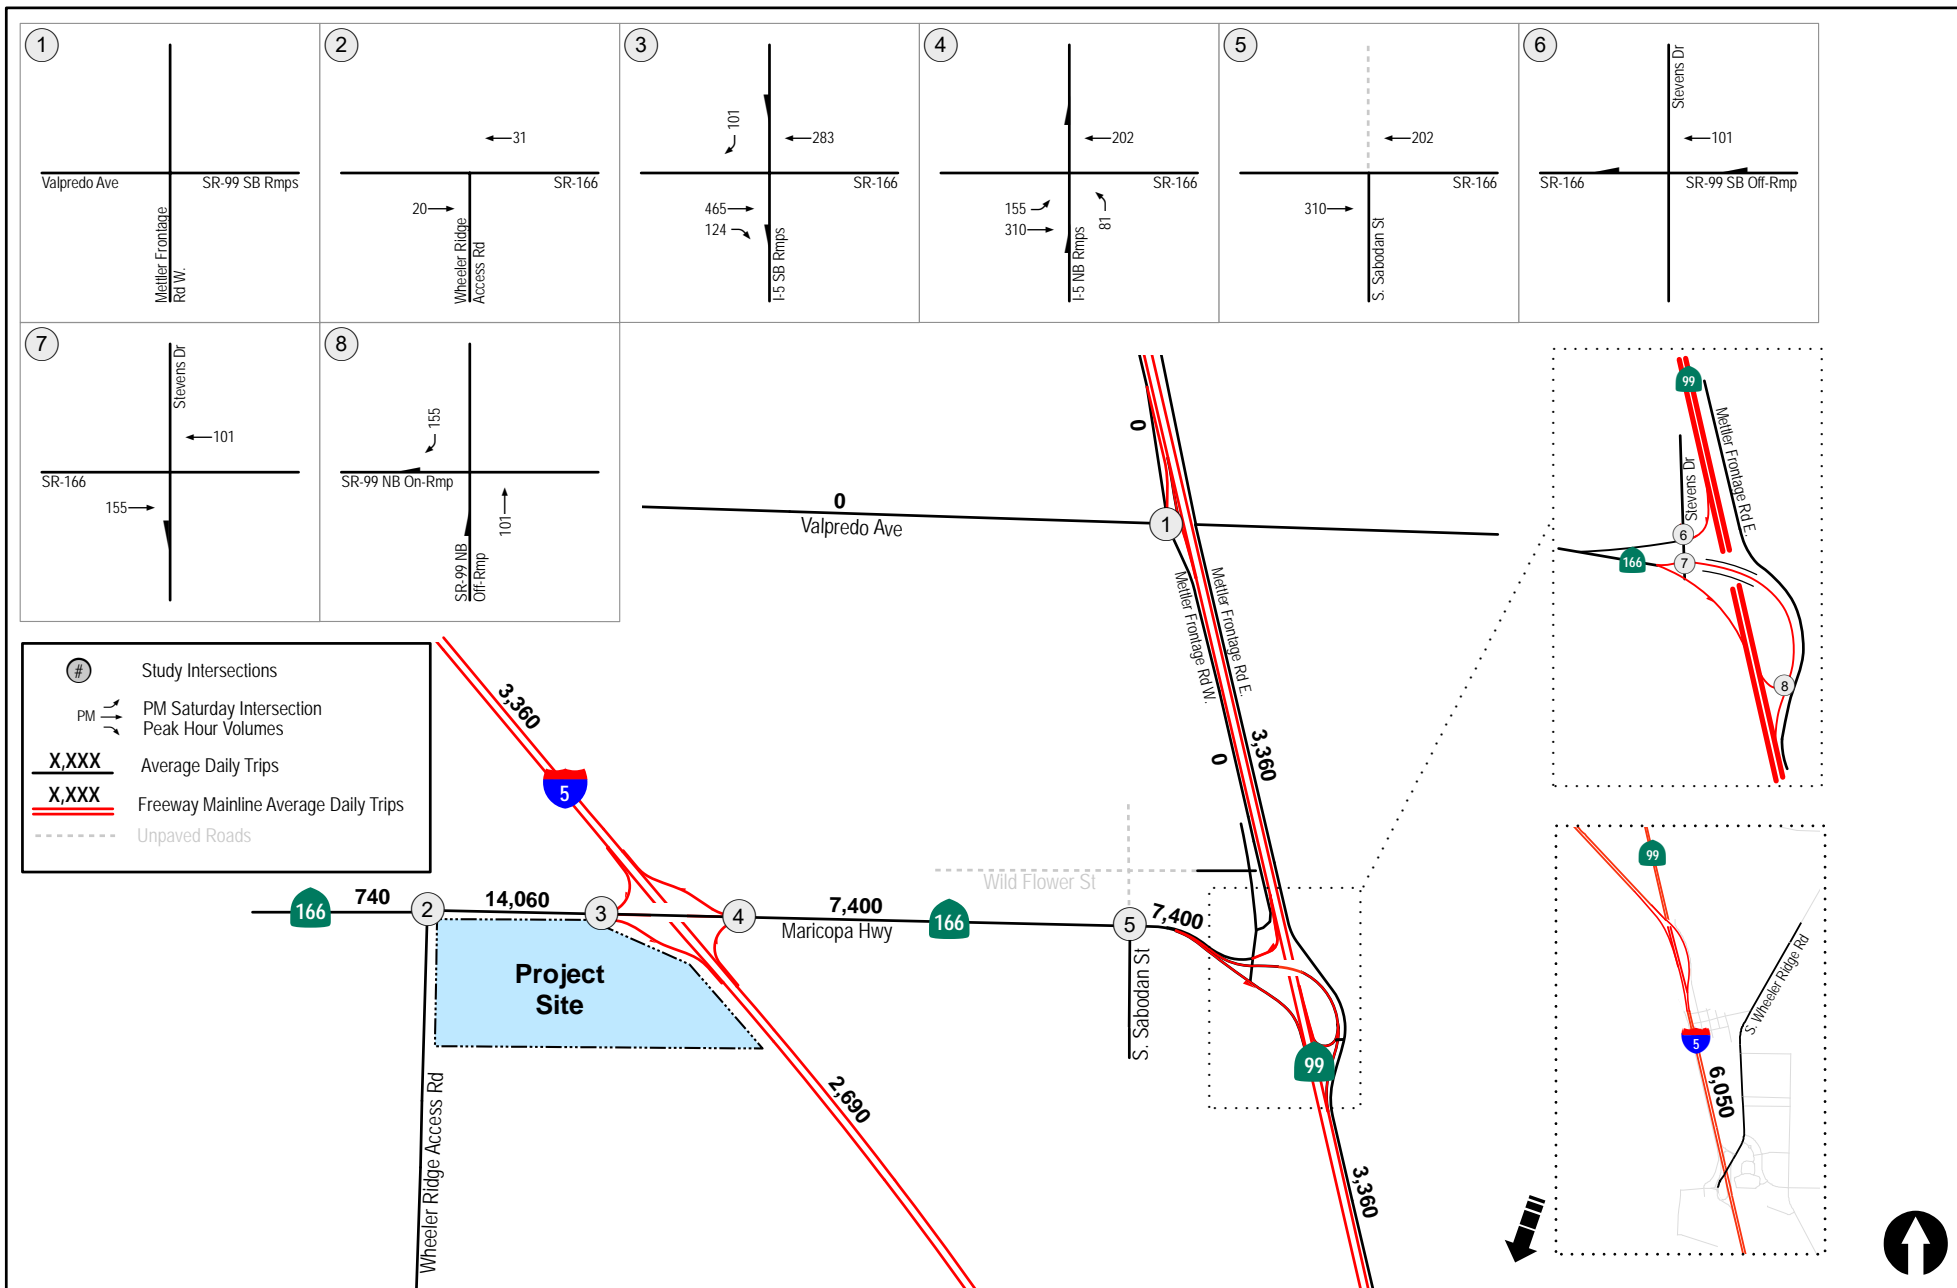 1
Valpredo Ave
SR-99 SB Rmps
Mettler Frontage
Rd W.
2
31
SR-166
20
Wheeler Ridge
Access Rd
3
101
283
SR-166
465
124
I-5 SB Rmps
4
202
SR-166
155
310
81
I-5 NB Rmps
5
202
SR-166
310
S. Sabodan St
6
Stevens Dr
101
SR-166
SR-99 SB Off-Rmp
7
Stevens Dr
101
SR-166
155
8
155
SR-99 NB On-Rmp
101
SR-99 NB
Off-Rmp
# Study Intersections
PM PM Saturday Intersection
Peak Hour Volumes
X,XXX Average Daily Trips
X,XXX Freeway Mainline Average Daily Trips
Unpaved Roads
0
0
Valpredo Ave
1
Mettler Frontage Rd W.
Mettler Frontage Rd E.
3,360
0
3,360
5
166
740
2
14,060
3
4
7,400
Maricopa Hwy
166
Wild Flower St
5
7,400
S. Sabodan St
Project
Site
Wheeler Ridge Access Rd
2,690
99
3,360
99
Mettler Frontage Rd E.
Stevens Dr
6
166
7
8
99
S. Wheeler Ridge Rd
5
6,050